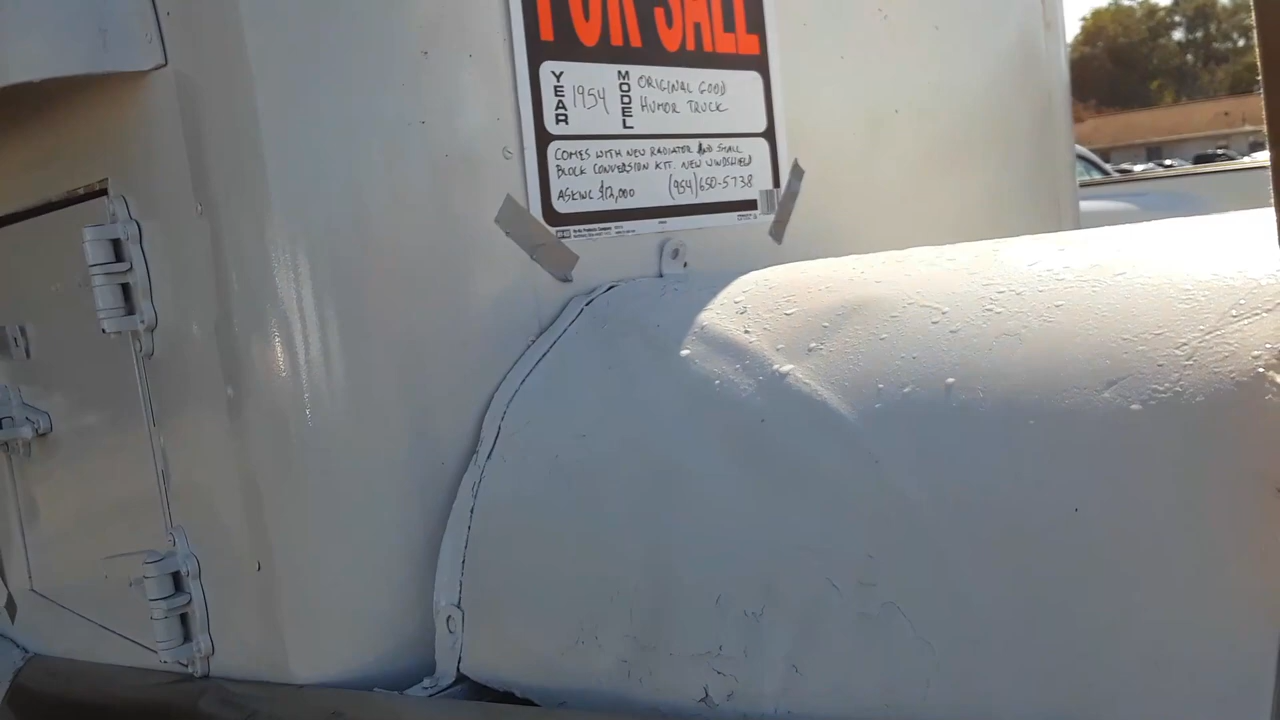 FOR SALE
YEAR 1954 MODEL ORIGINAL GOOD
HUMOR TRUCK
COMES WITH NEW RADIATOR AND SMALL
BLOCK CONVERSION KIT. NEW WINDSHIELD
ASKING $12,000 (954) 650-5738